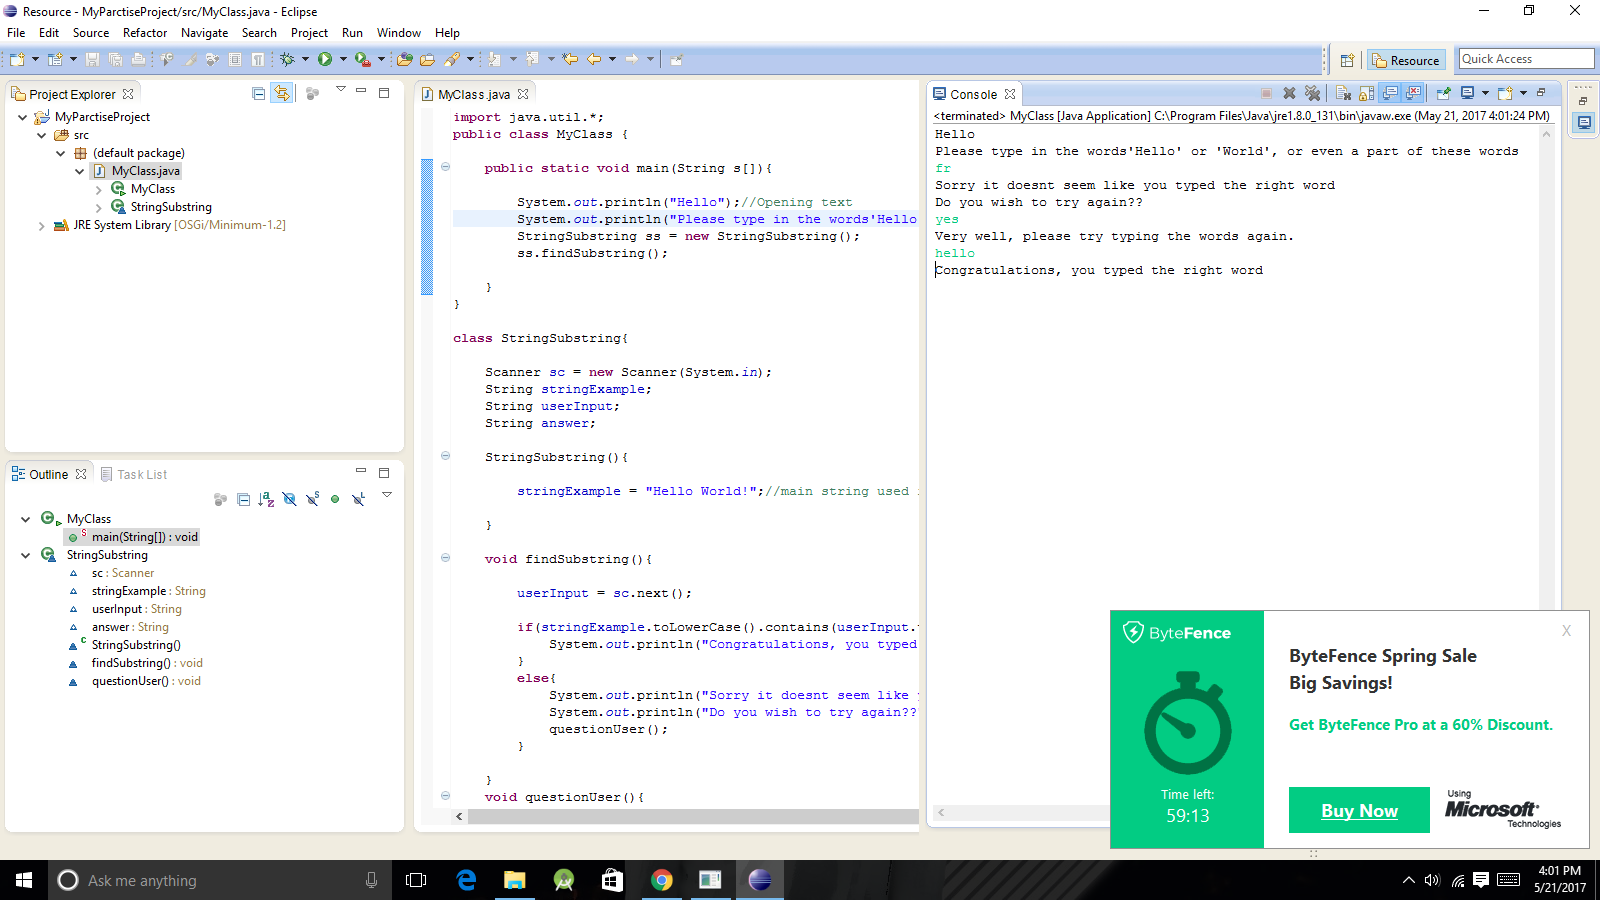 Resource - MyParctiseProject/src/MyClass.java - Eclipse
File Edit Source Refactor Navigate Search Project Run Window Help
Resource
Quick Access
Project Explorer
MyParctiseProject
src
(default package)
MyClass.java
MyClass
StringSubstring
JRE System Library [OSGi/Minimum-1.2]
Outline
Task List
MyClass
main(String[]) : void
StringSubstring
sc : Scanner
stringExample : String
userInput : String
answer : String
StringSubstring()
findSubstring() : void
questionUser() : void
MyClass.java
import java.util.*;
public class MyClass {
public static void main(String s[]){
System.out.println("Hello");//Opening text
System.out.println("Please type in the words'Hello
StringSubstring ss = new StringSubstring();
ss.findSubstring();
}
}
class StringSubstring{
Scanner sc = new Scanner(System.in);
String stringExample;
String userInput;
String answer;
StringSubstring(){
stringExample = "Hello World!";//main string used
}
void findSubstring(){
userInput = sc.next();
if(stringExample.toLowerCase().contains(userInput.
System.out.println("Congratulations, you typed
}
else{
System.out.println("Sorry it doesnt seem like
System.out.println("Do you wish to try again??
questionUser();
}
}
void questionUser(){
Console
<terminated> MyClass [Java Application] C:\Program Files\Java\jre1.8.0_131\bin\javaw.exe (May 21, 2017 4:01:24 PM)
Hello
Please type in the words'Hello' or 'World', or even a part of these words
fr
Sorry it doesnt seem like you typed the right word
Do you wish to try again??
yes
Very well, please try typing the words again.
hello
Congratulations, you typed the right word
ByteFence
Time left:
59:13
X
ByteFence Spring Sale
Big Savings!
Get ByteFence Pro at a 60% Discount.
Buy Now
Using
Microsoft
Technologies
Ask me anything
4:01 PM
5/21/2017